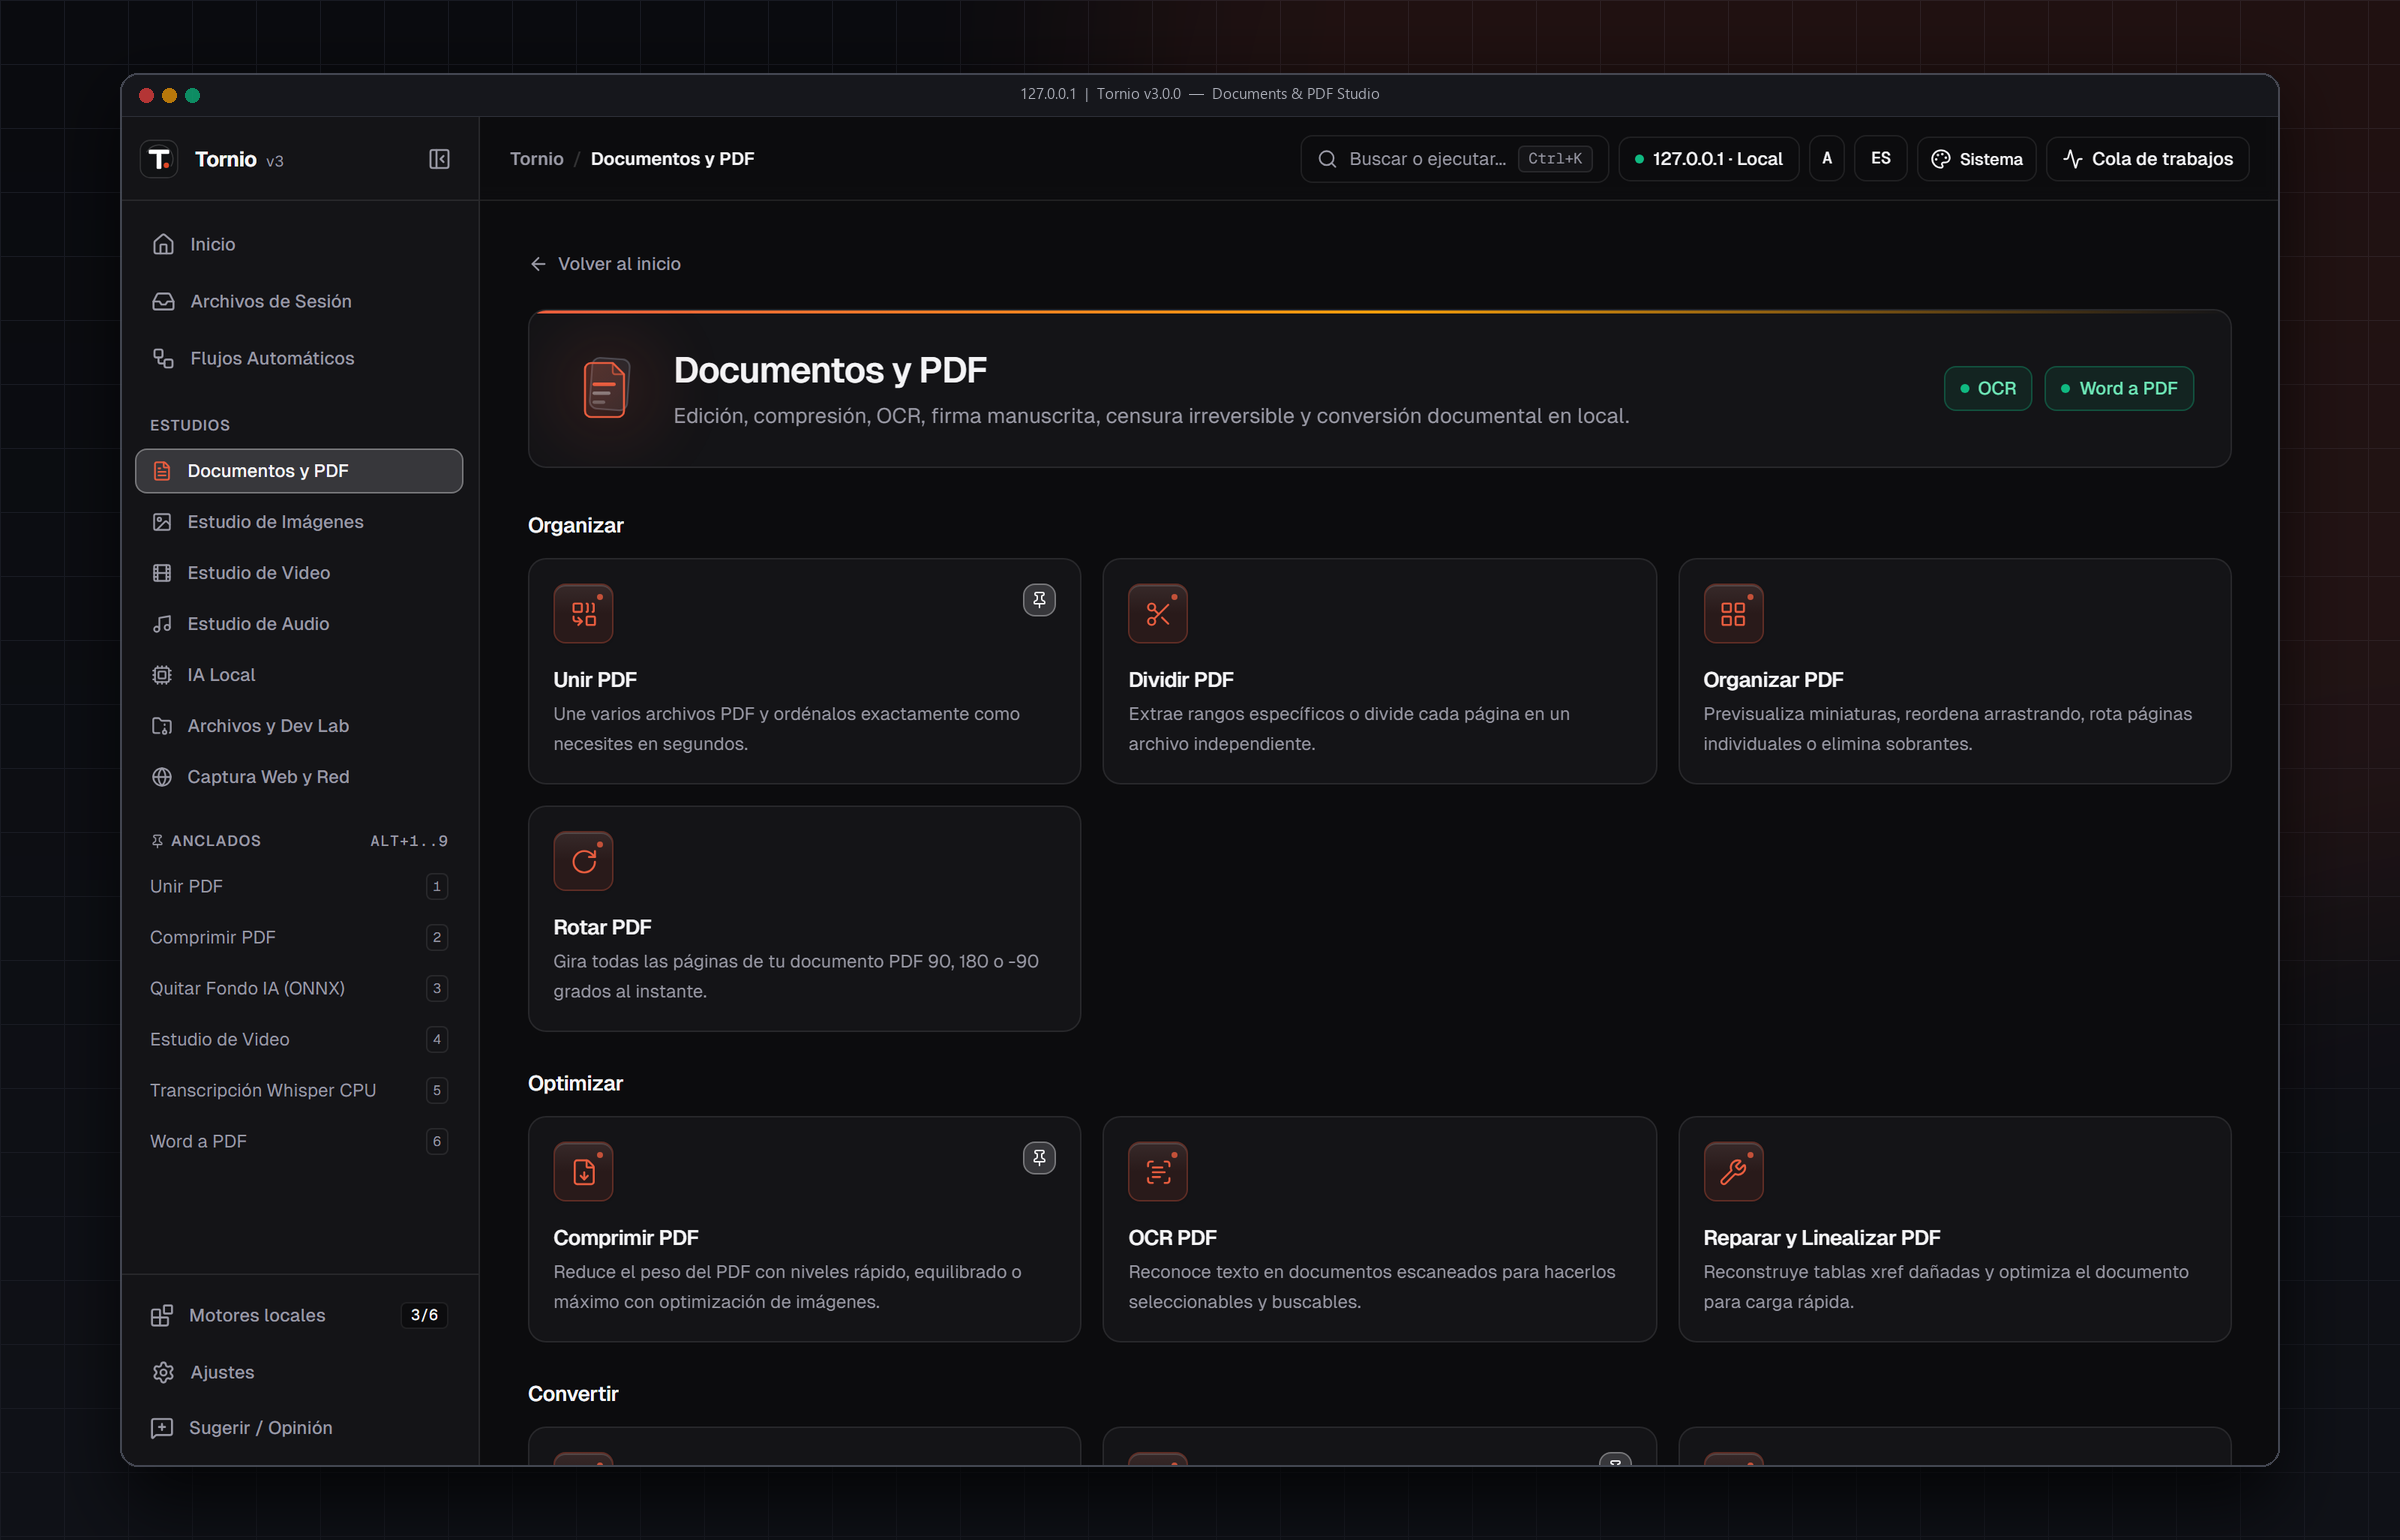 127.0.0.1 | Tornio v3.0.0 — Documents & PDF Studio
T.
Tornio v3
Tornio / Documentos y PDF
Buscar o ejecutar... Ctrl+K
127.0.0.1 · Local
A
ES
Sistema
Cola de trabajos
Inicio
Archivos de Sesión
Flujos Automáticos
ESTUDIOS
Documentos y PDF
Estudio de Imágenes
Estudio de Video
Estudio de Audio
IA Local
Archivos y Dev Lab
Captura Web y Red
ANCLADOS ALT+1..9
Unir PDF 1
Comprimir PDF 2
Quitar Fondo IA (ONNX) 3
Estudio de Video 4
Transcripción Whisper CPU 5
Word a PDF 6
Motores locales 3/6
Ajustes
Sugerir / Opinión
Volver al inicio
Documentos y PDF
Edición, compresión, OCR, firma manuscrita, censura irreversible y conversión documental en local.
OCR
Word a PDF
Organizar
Unir PDF
Une varios archivos PDF y ordénalos exactamente como
necesites en segundos.
Dividir PDF
Extrae rangos específicos o divide cada página en un
archivo independiente.
Organizar PDF
Previsualiza miniaturas, reordena arrastrando, rota páginas
individuales o elimina sobrantes.
Rotar PDF
Gira todas las páginas de tu documento PDF 90, 180 o -90
grados al instante.
Optimizar
Comprimir PDF
Reduce el peso del PDF con niveles rápido, equilibrado o
máximo con optimización de imágenes.
OCR PDF
Reconoce texto en documentos escaneados para hacerlos
seleccionables y buscables.
Reparar y Linealizar PDF
Reconstruye tablas xref dañadas y optimiza el documento
para carga rápida.
Convertir